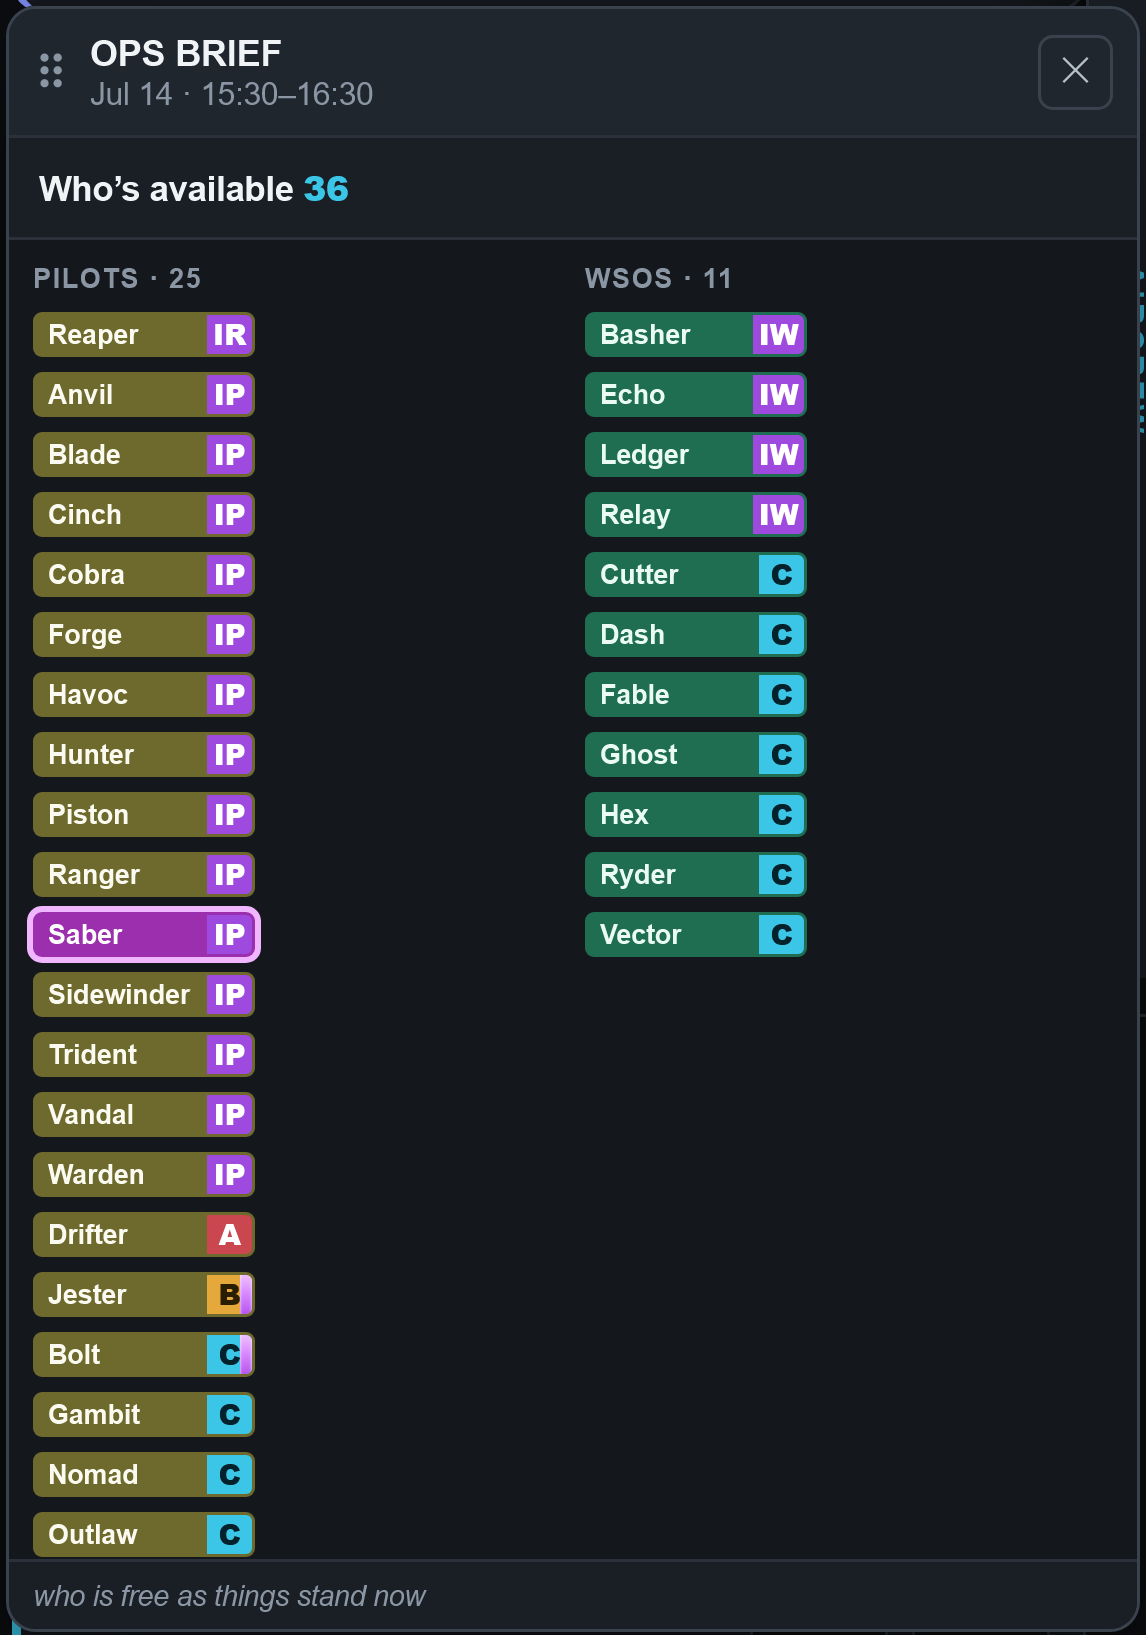 OPS BRIEF
Jul 14 · 15:30–16:30
Who’s available 36
PILOTS · 25
Reaper IR
Anvil IP
Blade IP
Cinch IP
Cobra IP
Forge IP
Havoc IP
Hunter IP
Piston IP
Ranger IP
Saber IP
Sidewinder IP
Trident IP
Vandal IP
Warden IP
Drifter A
Jester B
Bolt C
Gambit C
Nomad C
Outlaw C
WSOS · 11
Basher IW
Echo IW
Ledger IW
Relay IW
Cutter C
Dash C
Fable C
Ghost C
Hex C
Ryder C
Vector C
who is free as things stand now